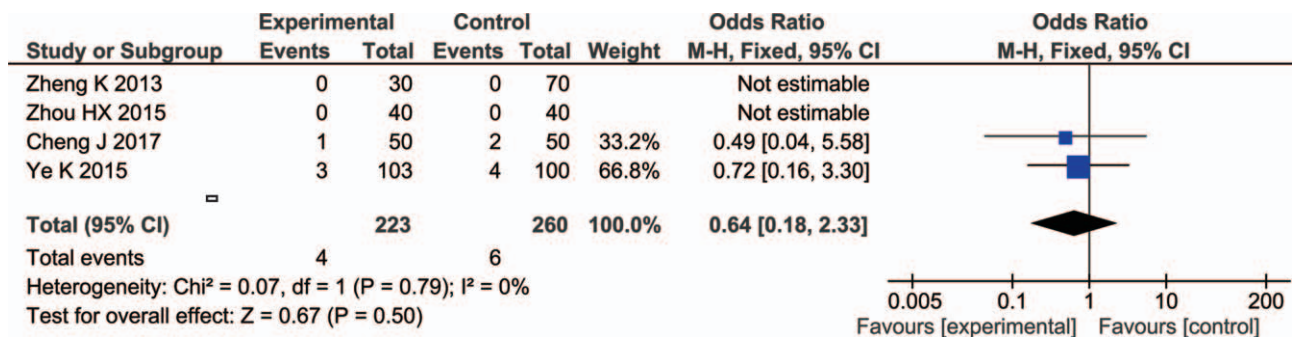 Experimental Control Odds Ratio Odds Ratio
Study or Subgroup Events Total Events Total Weight M-H, Fixed, 95% CI M-H, Fixed, 95% CI
Zheng K 2013 0 30 0 70 Not estimable
Zhou HX 2015 0 40 0 40 Not estimable
Cheng J 2017 1 50 2 50 33.2% 0.49 [0.04, 5.58]
Ye K 2015 3 103 4 100 66.8% 0.72 [0.16, 3.30]
Total (95% CI) 223 260 100.0% 0.64 [0.18, 2.33]
Total events 4 6
Heterogeneity: Chi² = 0.07, df = 1 (P = 0.79); I² = 0%
Test for overall effect: Z = 0.67 (P = 0.50)
0.005 0.1 1 10 200
Favours [experimental] Favours [control]